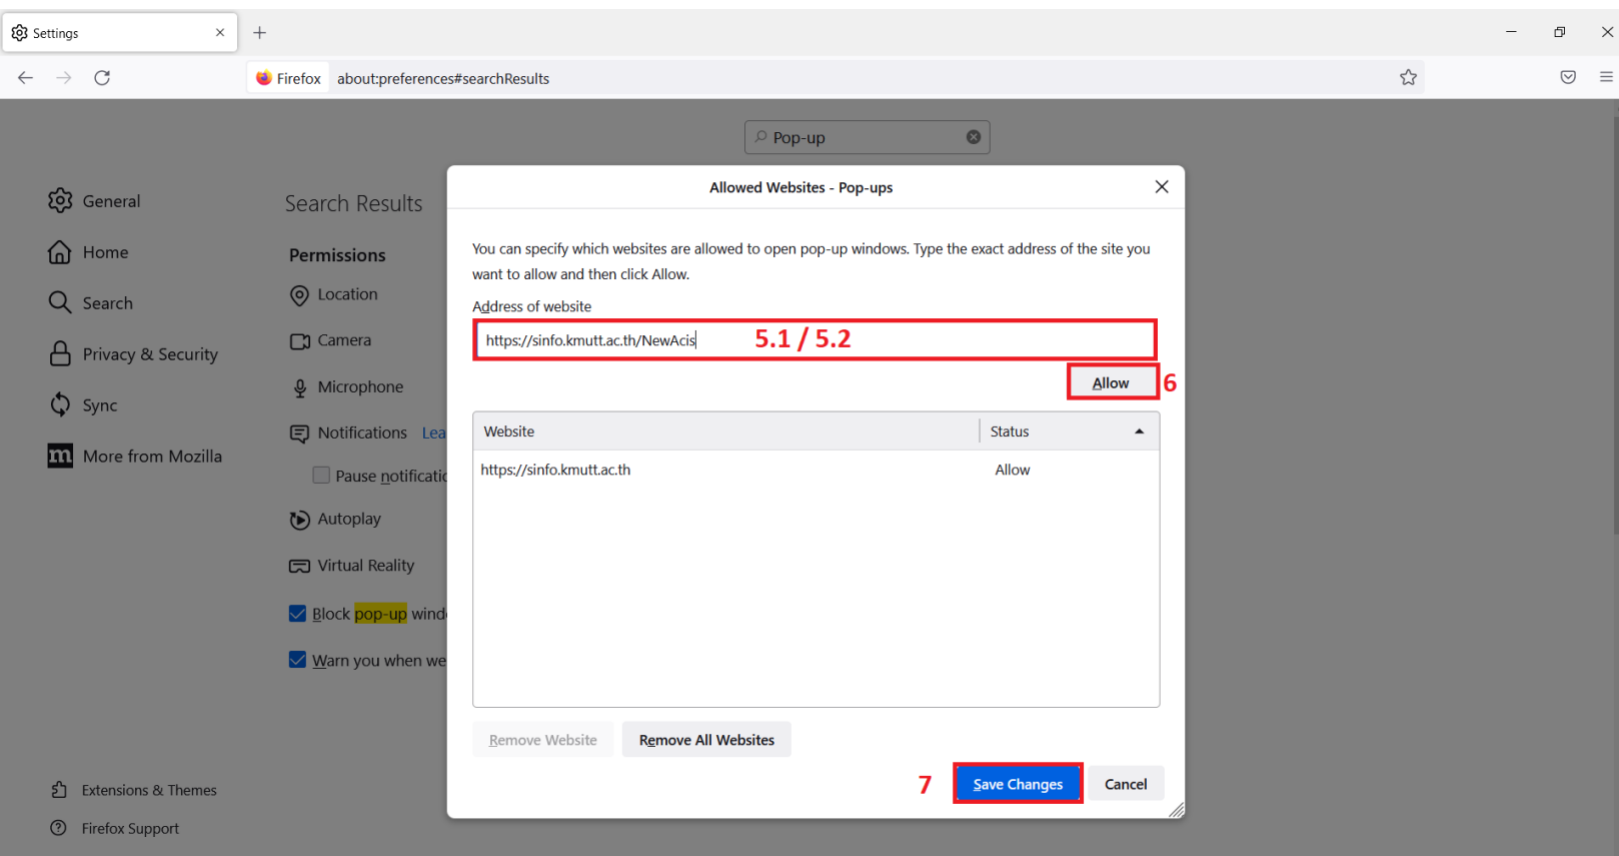 Settings
Firefox about:preferences#searchResults
Pop-up
General
Home
Search
Privacy & Security
Sync
More from Mozilla
Extensions & Themes
Firefox Support
Search Results
Permissions
Location
Camera
Microphone
Notifications Lea
Pause notificatio
Autoplay
Virtual Reality
Block pop-up wind
Warn you when we
Allowed Websites - Pop-ups
You can specify which websites are allowed to open pop-up windows. Type the exact address of the site you
want to allow and then click Allow.
Address of website
https://sinfo.kmutt.ac.th/NewAcis 5.1 / 5.2
Allow 6
Website Status
https://sinfo.kmutt.ac.th Allow
Remove Website Remove All Websites
7 Save Changes Cancel